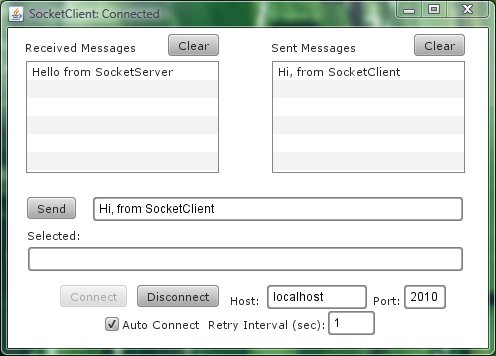 SocketClient: Connected
Received Messages
Clear
Sent Messages
Clear
Hello from SocketServer
Hi, from SocketClient
Send
Hi, from SocketClient
Selected:
Connect
Disconnect
Host:
localhost
Port:
2010
Auto Connect
Retry Interval (sec):
1